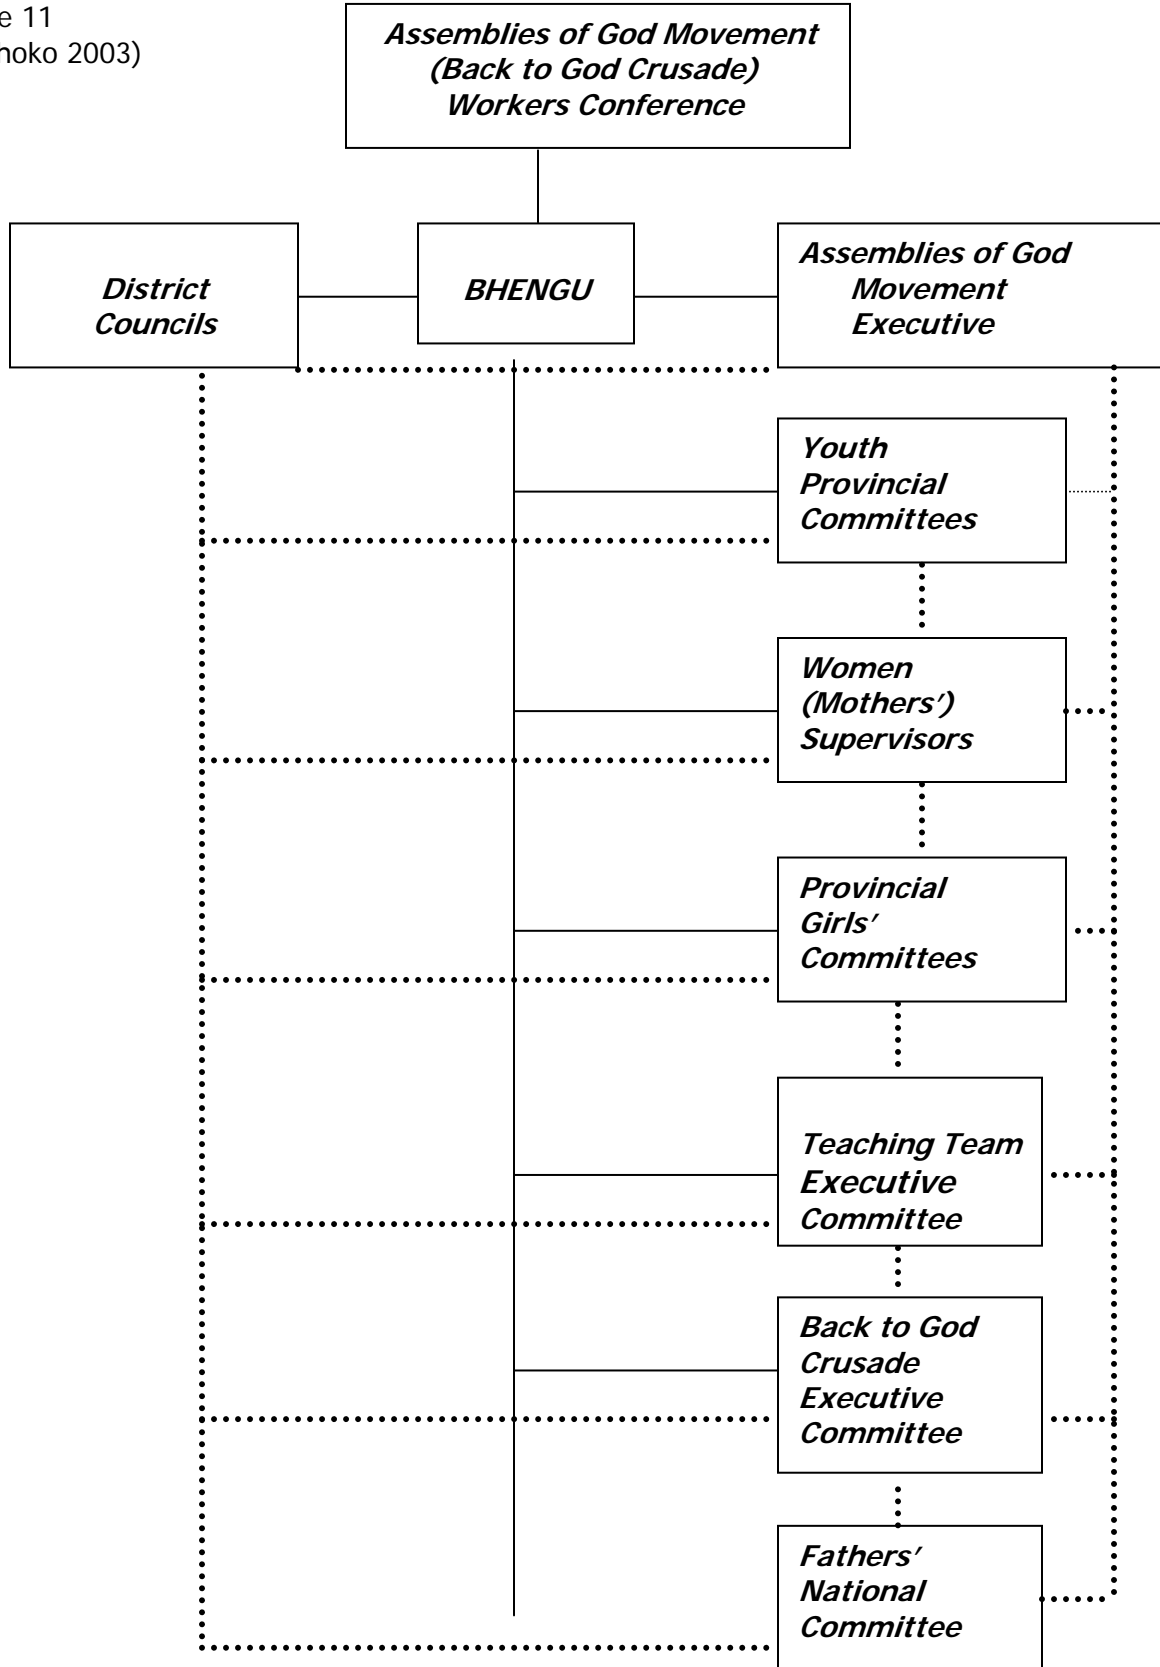 e 11
hoko 2003)
Assemblies of God Movement
(Back to God Crusade)
Workers Conference
District
Councils
BHENGU
Assemblies of God
Movement
Executive
Youth
Provincial
Committees
Women
(Mothers’)
Supervisors
Provincial
Girls’
Committees
Teaching Team
Executive
Committee
Back to God
Crusade
Executive
Committee
Fathers’
National
Committee